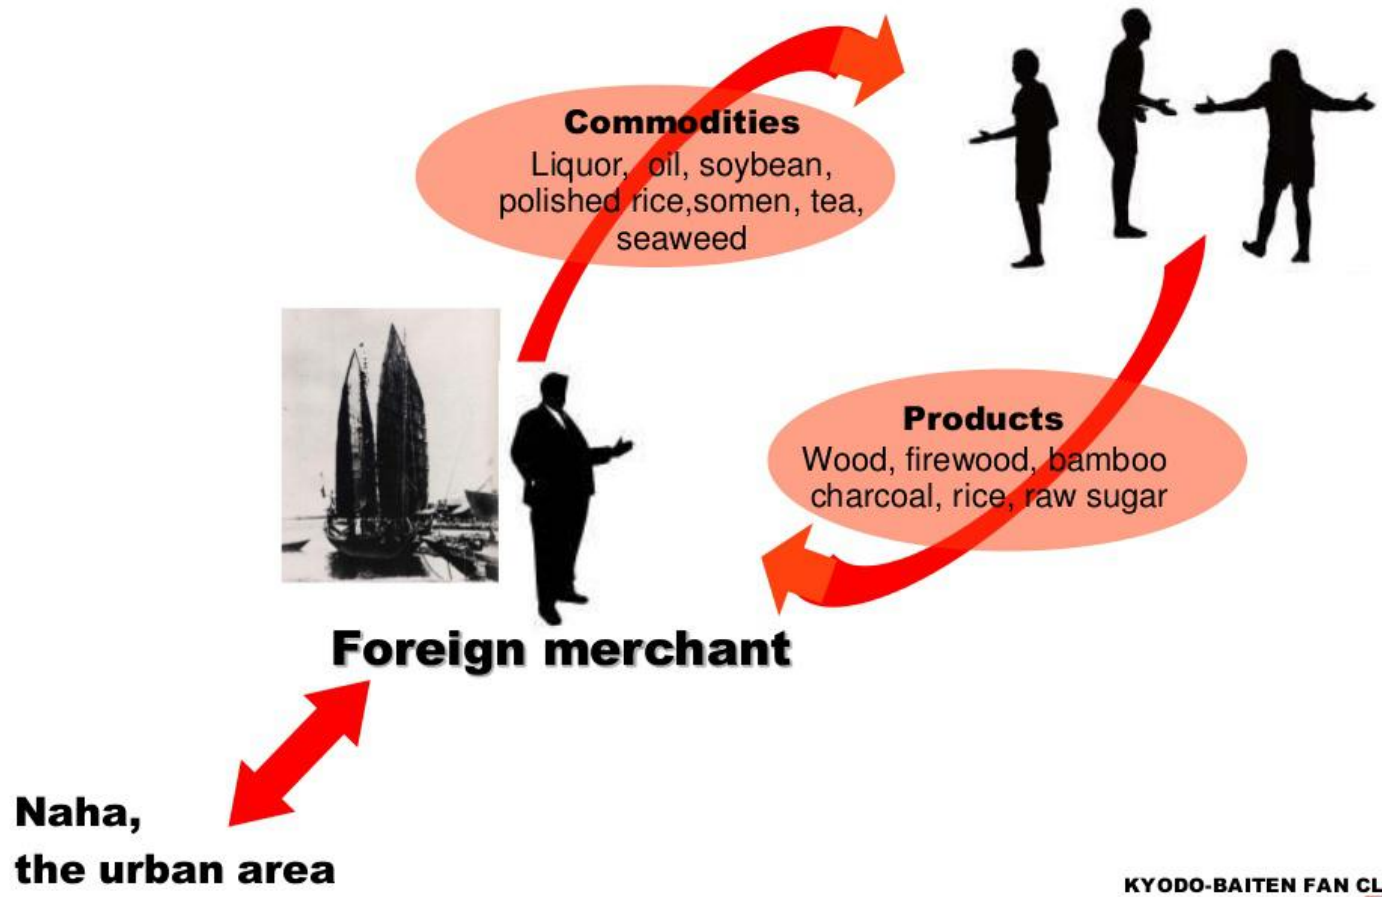 Commodities
Liquor, oil, soybean,
polished rice,somen, tea,
seaweed
Products
Wood, firewood, bamboo
charcoal, rice, raw sugar
Foreign merchant
Naha,
the urban area
KYODO-BAITEN FAN CL